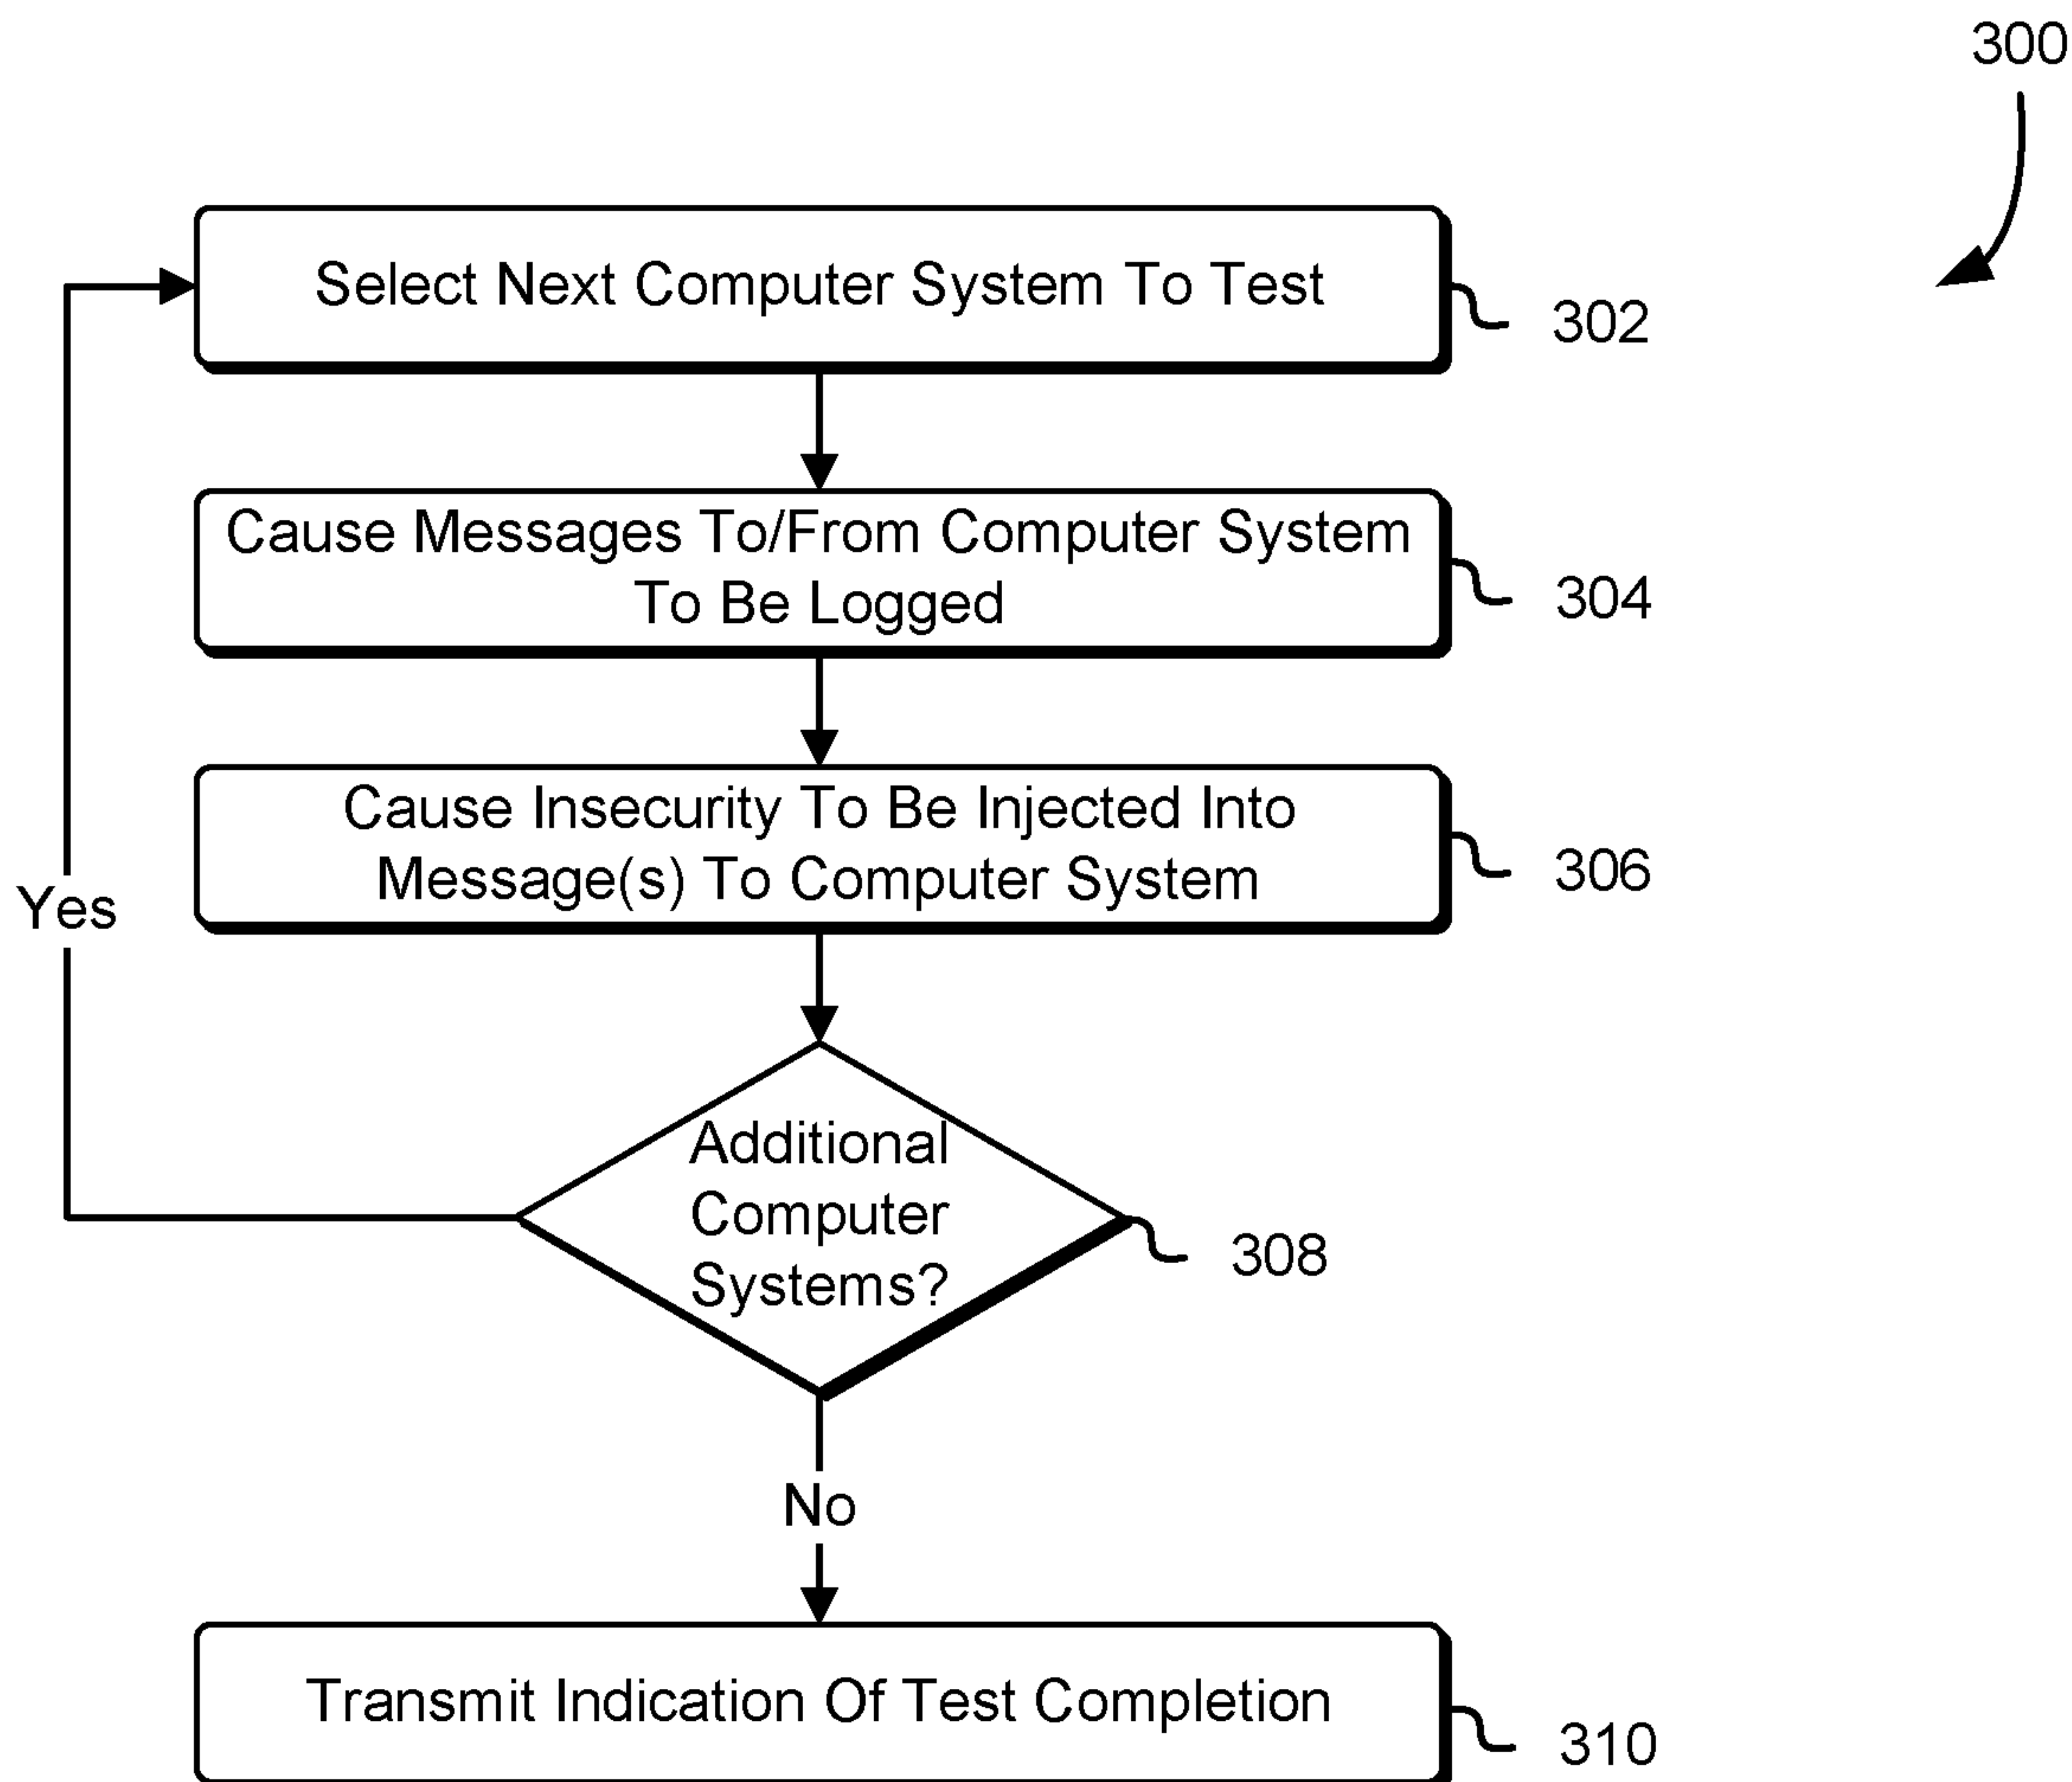 300
Select Next Computer System To Test
302
Cause Messages To/From Computer System
To Be Logged
304
Cause Insecurity To Be Injected Into
Message(s) To Computer System
306
Yes
Additional
Computer
Systems?
308
No
Transmit Indication Of Test Completion
310